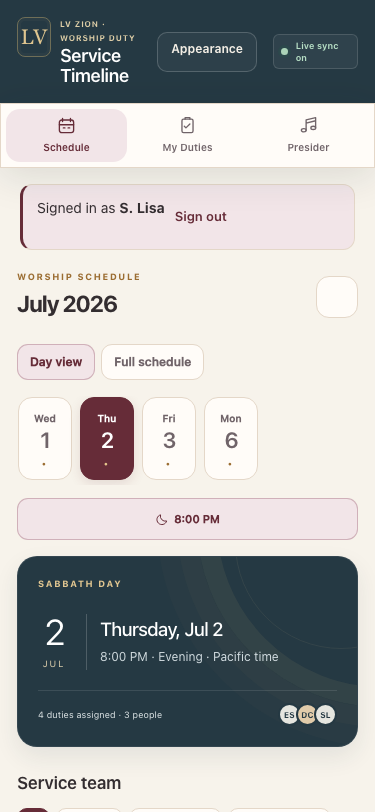 LV
LV ZION ·
WORSHIP DUTY
Service
Timeline
Appearance
Live sync
on
Schedule
My Duties
Presider
Signed in as S. Lisa
Sign out
WORSHIP SCHEDULE
July 2026
Day view
Full schedule
Wed
1
Thu
2
Fri
3
Mon
6
8:00 PM
SABBATH DAY
2
JUL
Thursday, Jul 2
8:00 PM · Evening · Pacific time
4 duties assigned · 3 people
ES
DC
SL
Service team